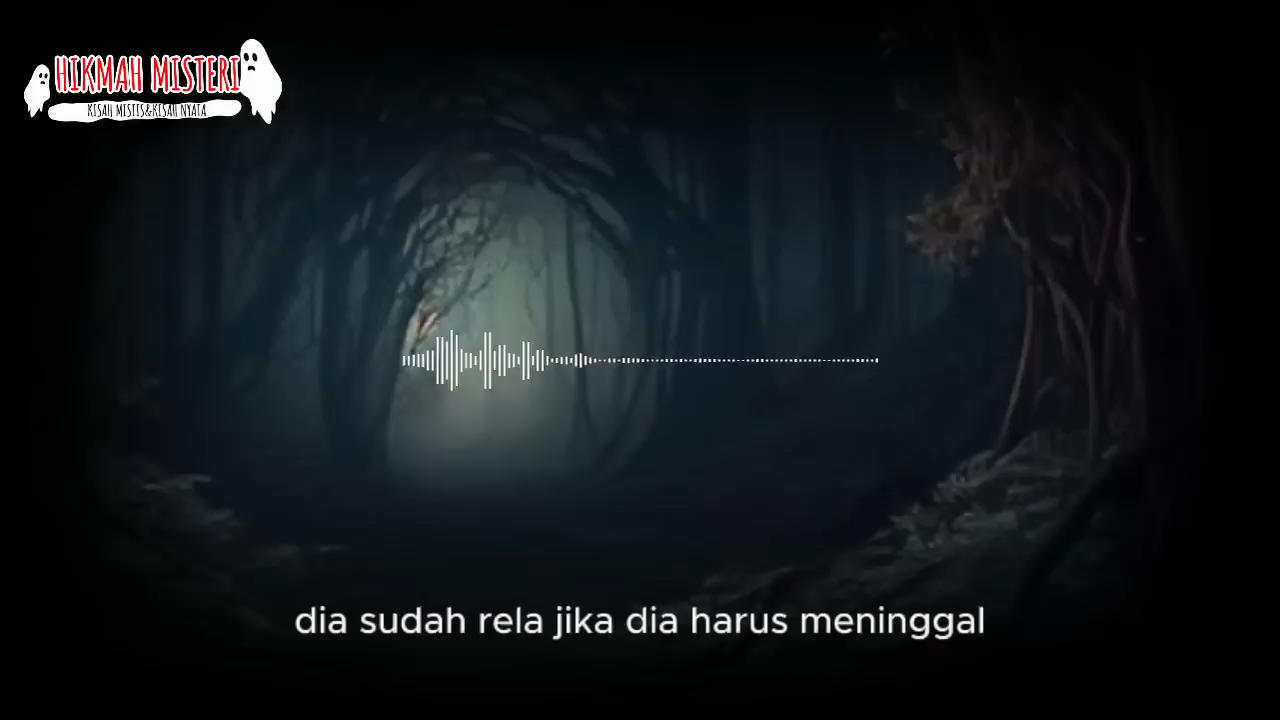 HIKMAH MISTERI
KISAH MISTIS&KISAH NYATA
dia sudah rela jika dia harus meninggal